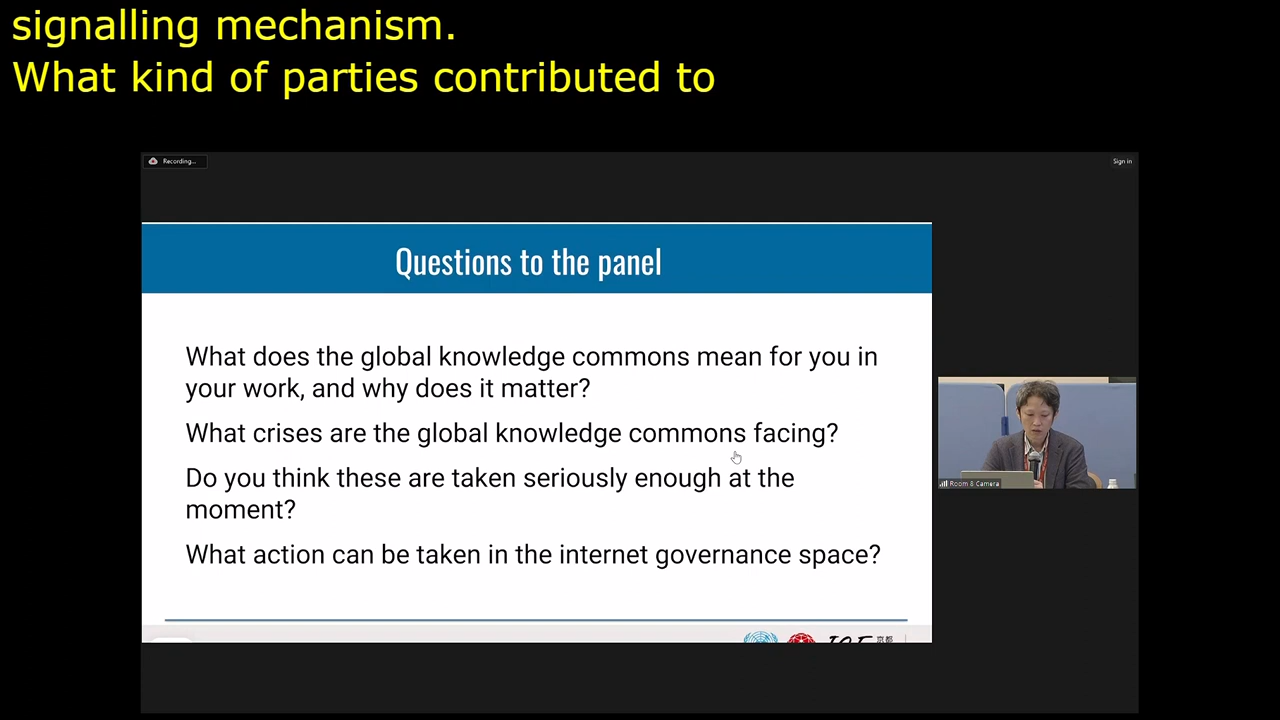 signalling mechanism.
What kind of parties contributed to
Recording...
Sign in
Questions to the panel
What does the global knowledge commons mean for you in
your work, and why does it matter?
What crises are the global knowledge commons facing?
Do you think these are taken seriously enough at the
moment?
What action can be taken in the internet governance space?
Room 8 Camera
IGF
京都